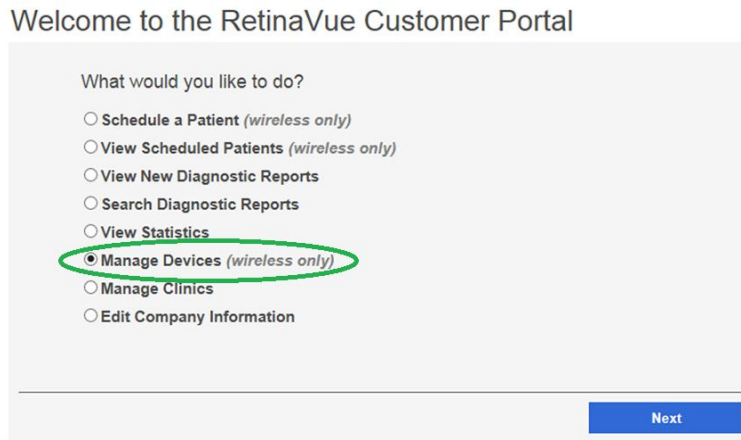 Welcome to the RetinaVue Customer Portal
What would you like to do?
Schedule a Patient (wireless only)
View Scheduled Patients (wireless only)
View New Diagnostic Reports
Search Diagnostic Reports
View Statistics
Manage Devices (wireless only)
Manage Clinics
Edit Company Information
Next